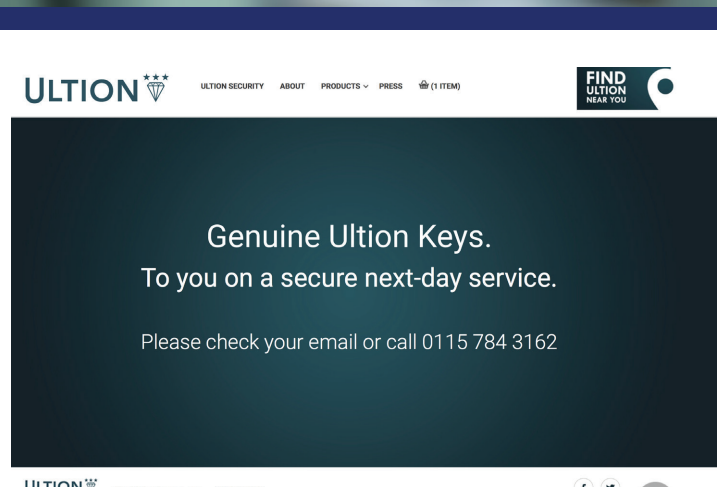 ULTION
ULTION SECURITY ABOUT PRODUCTS PRESS (1 ITEM)
FIND
ULTION
NEAR YOU
Genuine Ultion Keys.
To you on a secure next-day service.
Please check your email or call 0115 784 3162
ULTION